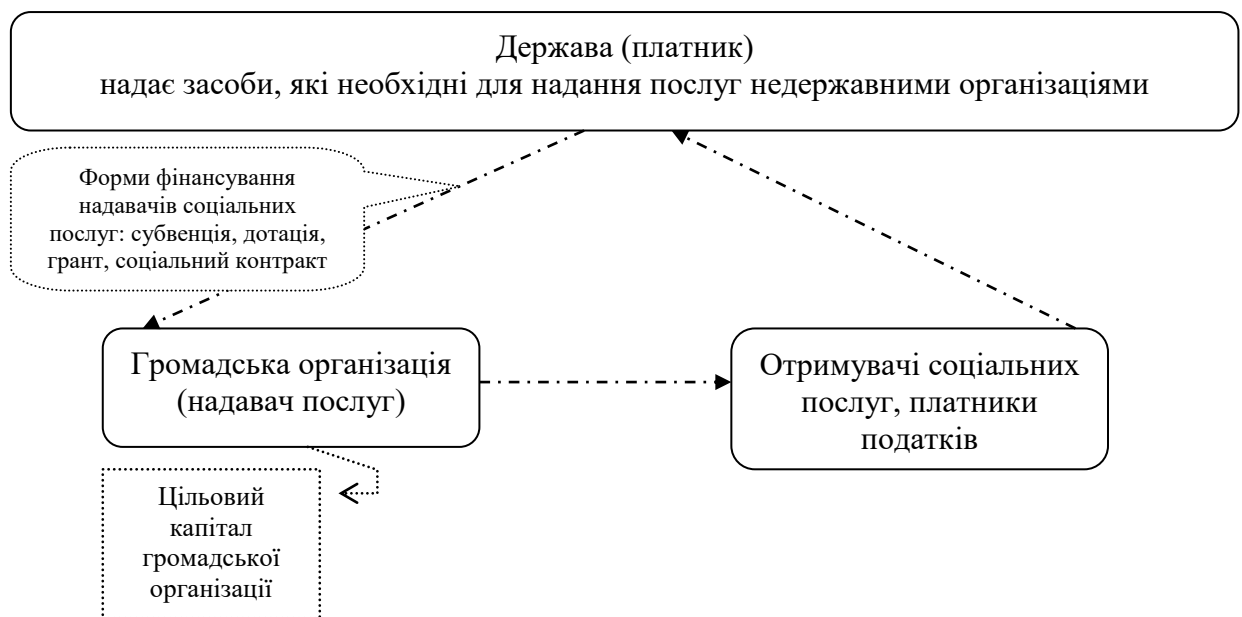 Держава (платник)
надає засоби, які необхідні для надання послуг недержавними організаціями
Форми фінансування
надавачів соціальних
послуг: субвенція, дотація,
грант, соціальний контракт
Громадська організація
(надавач послуг)
Отримувачі соціальних
послуг, платники
податків
Цільовий
капітал
громадської
організації